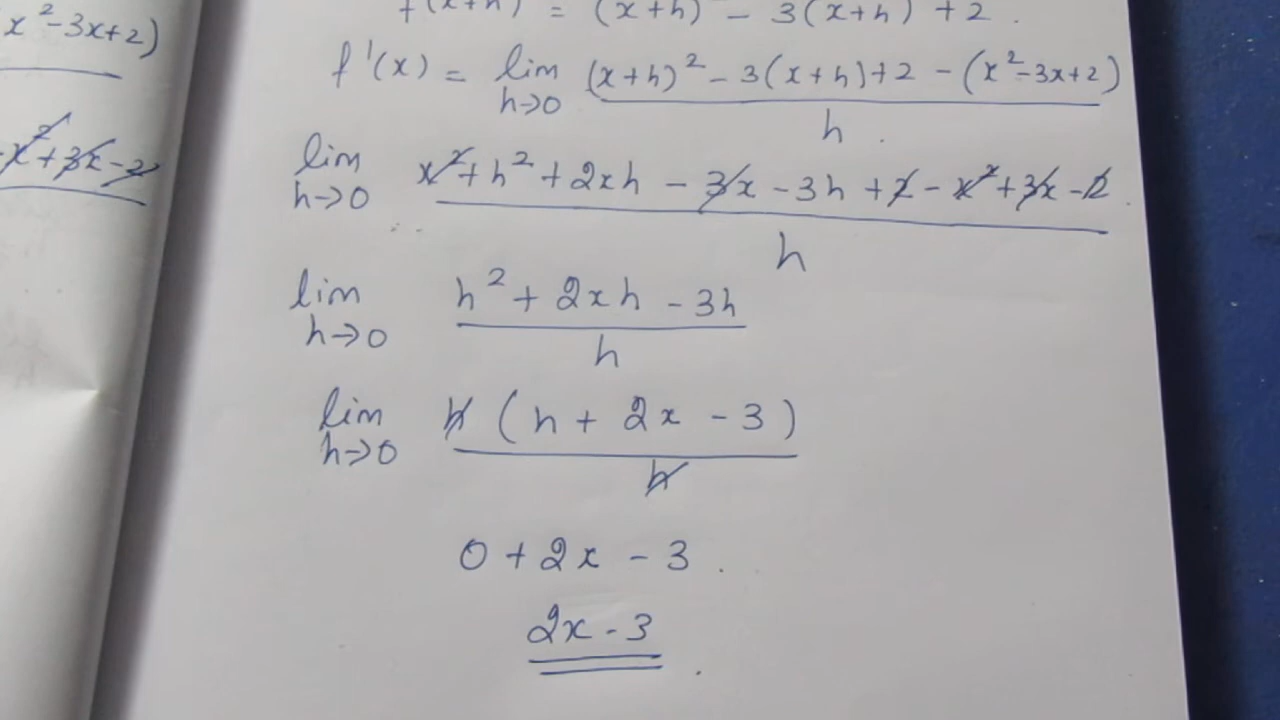 x²-3x+2)
-x²+3x-2
f(x+h) = (x+h) - 3(x+h) +2 .
f'(x) = lim h→0 (x+h)² - 3(x+h)+2 - (x²-3x+2)
h .
lim h→0 x²+h²+2xh - 3x - 3h +2 - x²+3x -2 .
h
lim h→0 h² + 2xh - 3h
h
lim h→0 h (h + 2x - 3)
h
0 + 2x - 3 .
2x - 3 .